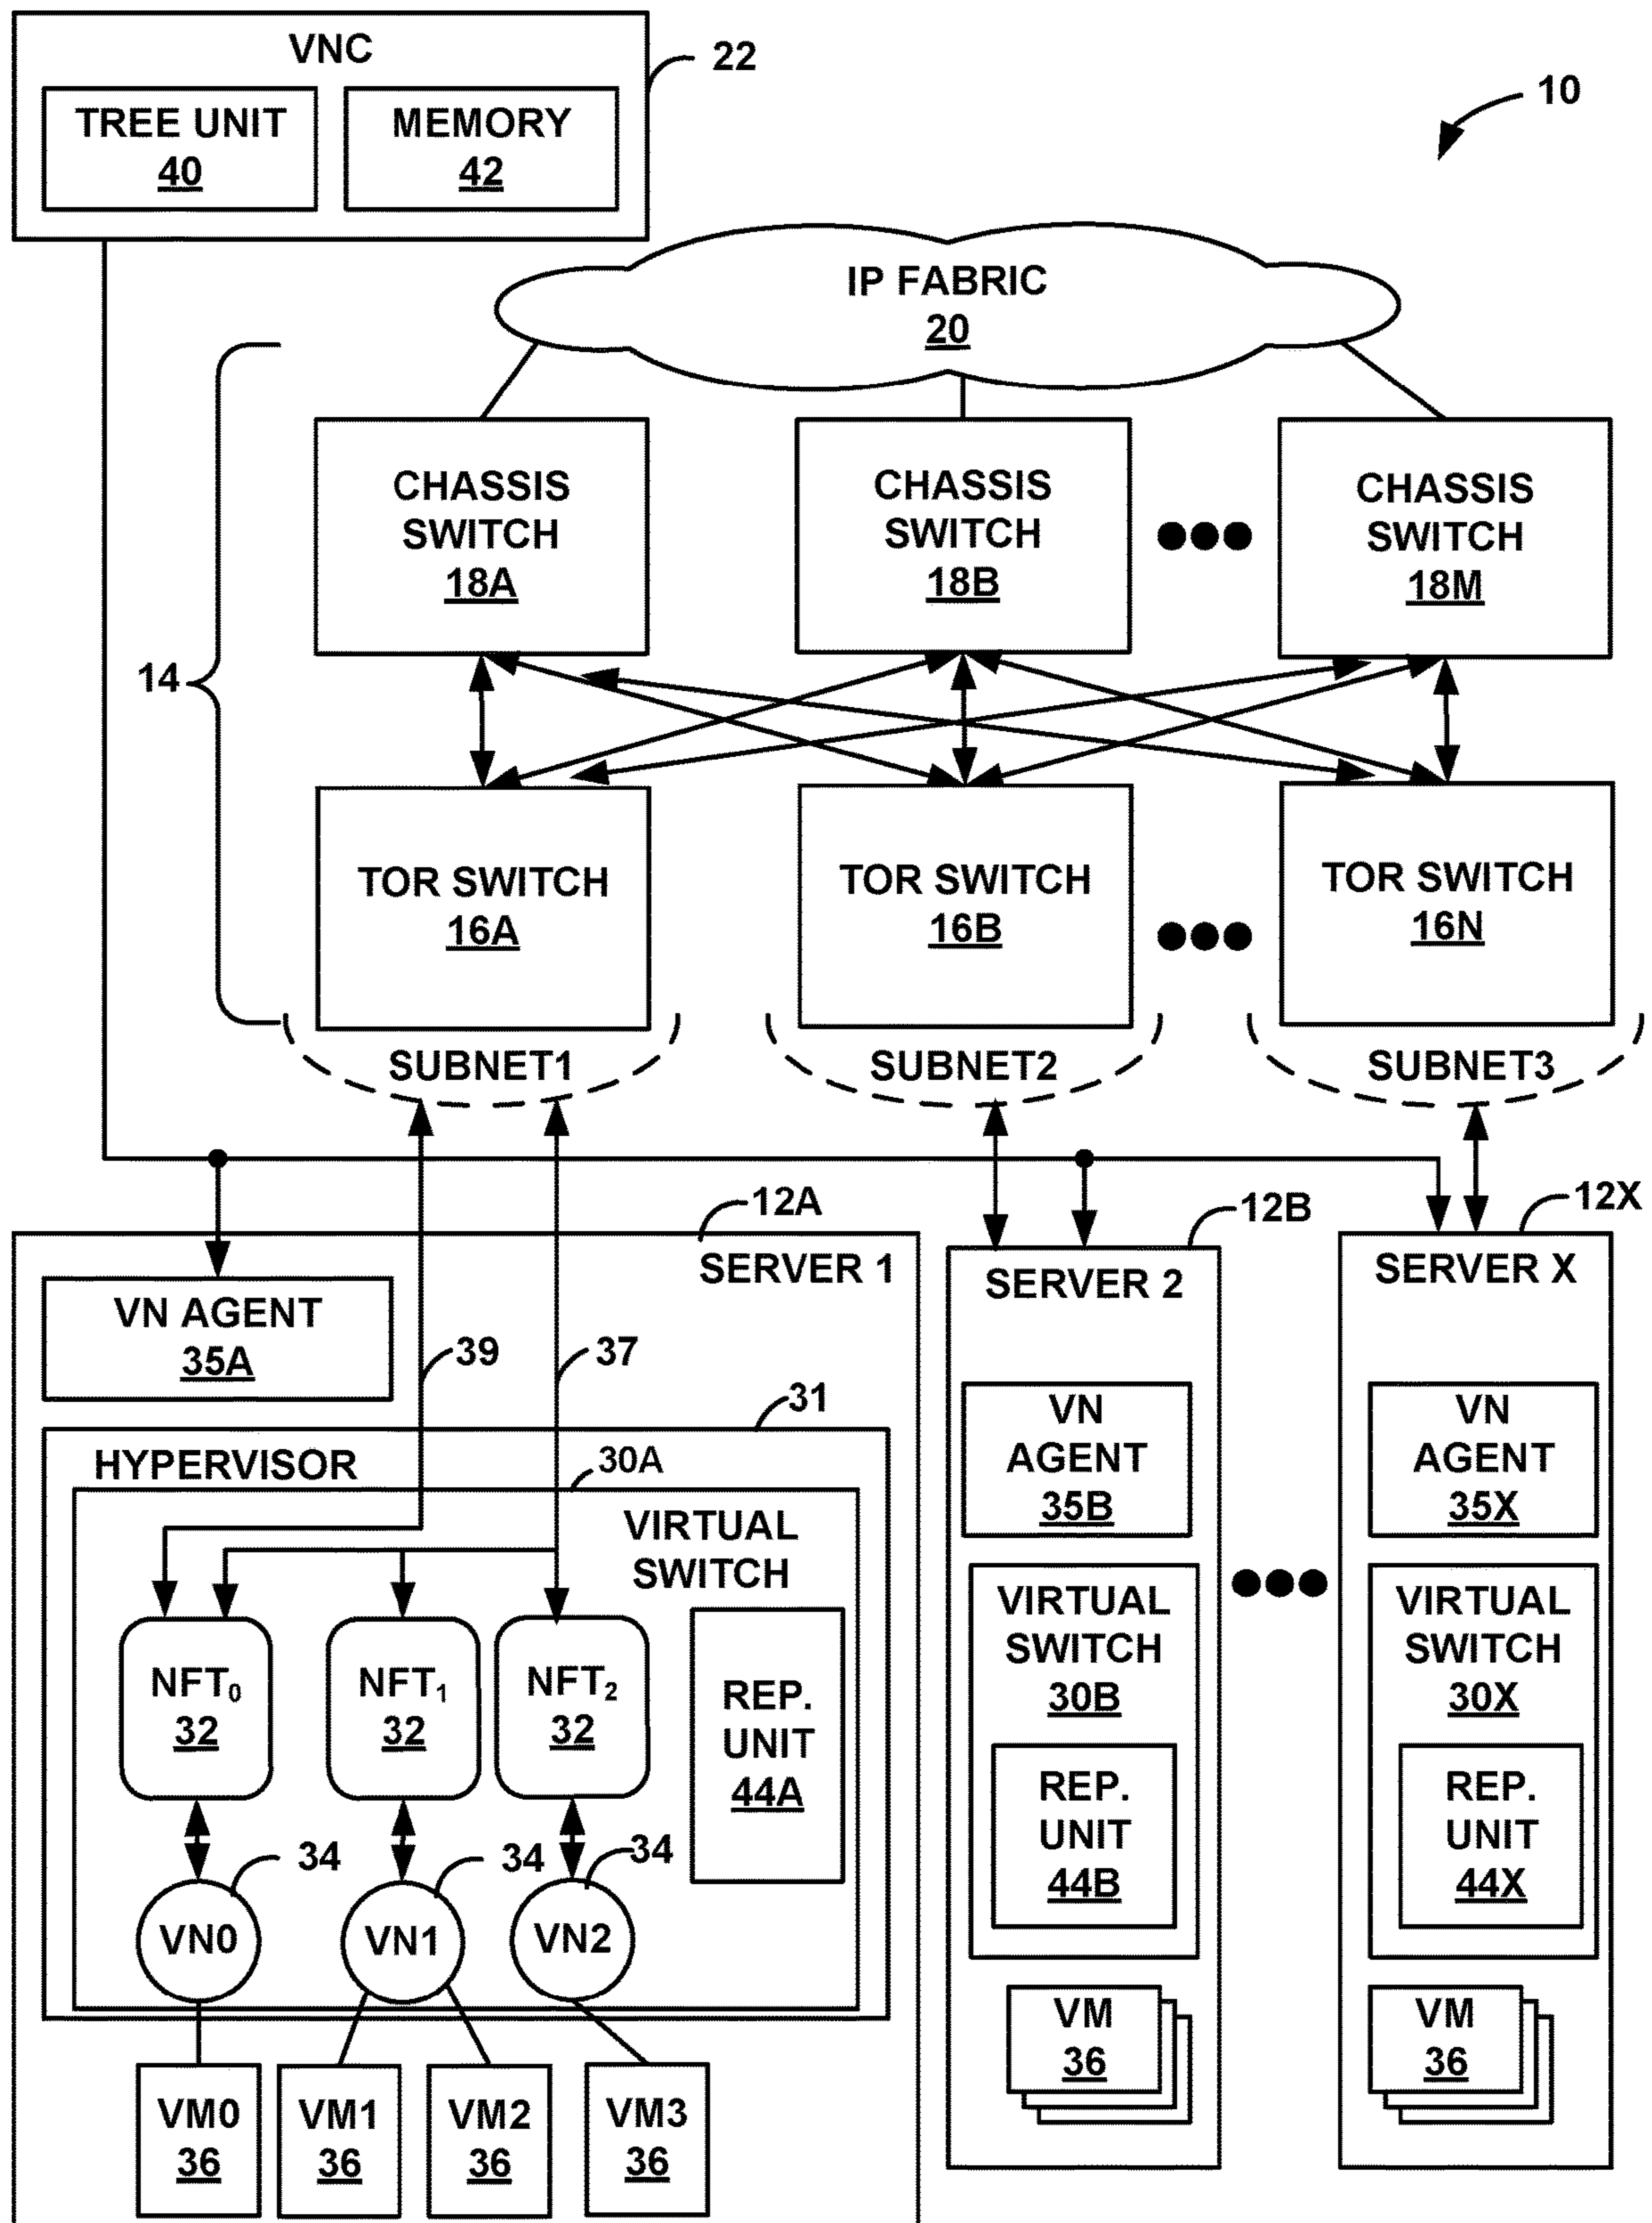 VNC
22
TREE UNIT
40
MEMORY
42
10
IP FABRIC
20
14
CHASSIS
SWITCH
18A
CHASSIS
SWITCH
18B
CHASSIS
SWITCH
18M
TOR SWITCH
16A
TOR SWITCH
16B
TOR SWITCH
16N
SUBNET1
SUBNET2
SUBNET3
12A
12B
12X
SERVER 1
VN AGENT
35A
39
37
31
HYPERVISOR
30A
VIRTUAL
SWITCH
NFT₀
32
NFT₁
32
NFT₂
32
REP.
UNIT
44A
34
34
34
VN0
VN1
VN2
VM0
36
VM1
36
VM2
36
VM3
36
SERVER 2
VN
AGENT
35B
VIRTUAL
SWITCH
30B
REP.
UNIT
44B
VM
36
SERVER X
VN
AGENT
35X
VIRTUAL
SWITCH
30X
REP.
UNIT
44X
VM
36